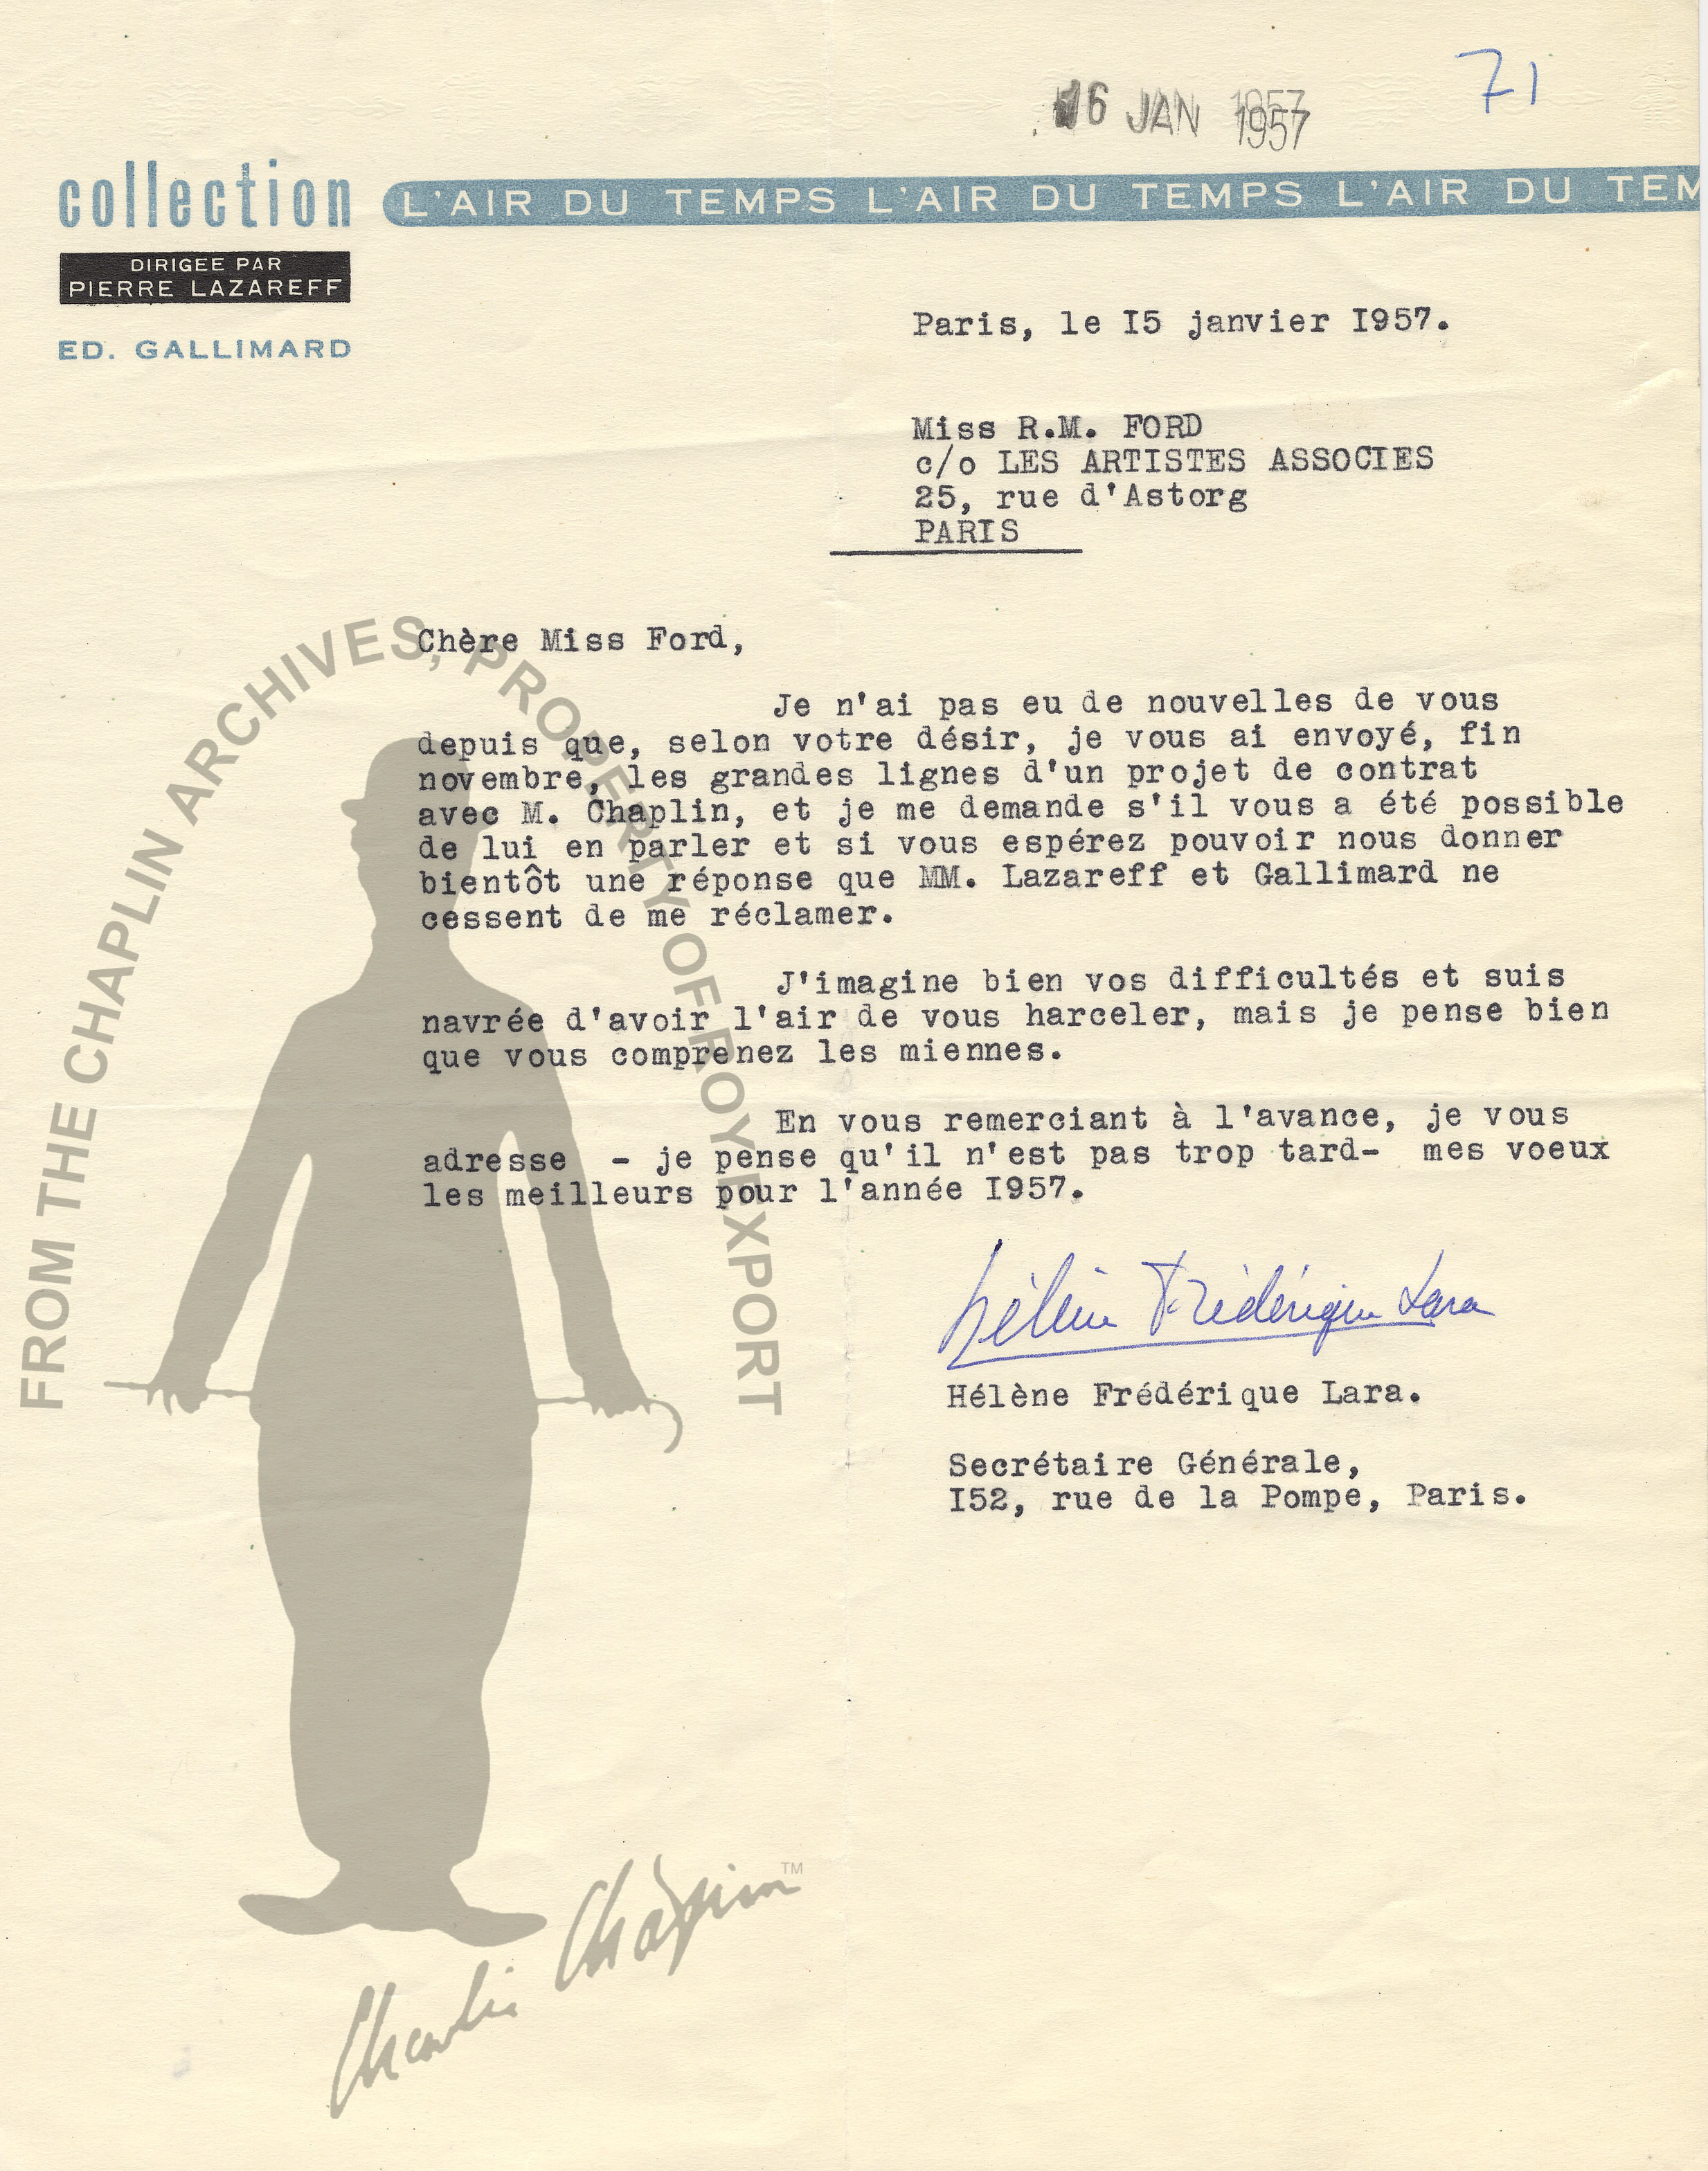 71
16 JAN 1957
collection L'AIR DU TEMPS L'AIR DU TEMPS L'AIR DU TEM
DIRIGEE PAR
PIERRE LAZAREFF
ED. GALLIMARD
Paris, le I5 janvier I957.
Miss R.M. FORD
c/o LES ARTISTES ASSOCIES
25, rue d'Astorg
PARIS
Chère Miss Ford,
Je n'ai pas eu de nouvelles de vous
depuis que, selon votre désir, je vous ai envoyé, fin
novembre, les grandes lignes d'un projet de contrat
avec M. Chaplin, et je me demande s'il vous a été possible
de lui en parler et si vous espérez pouvoir nous donner
bientôt une réponse que MM. Lazareff et Gallimard ne
cessent de me réclamer.
J'imagine bien vos difficultés et suis
navrée d'avoir l'air de vous harceler, mais je pense bien
que vous comprenez les miennes.
En vous remerciant à l'avance, je vous
adresse - je pense qu'il n'est pas trop tard- mes voeux
les meilleurs pour l'année I957.
Hélène Frédérique Lara
Hélène Frédérique Lara.
Secrétaire Générale,
I52, rue de la Pompe, Paris.
FROM THE CHAPLIN ARCHIVES, PROPERTY OF ROY EXPORT
Charlie Chaplin TM